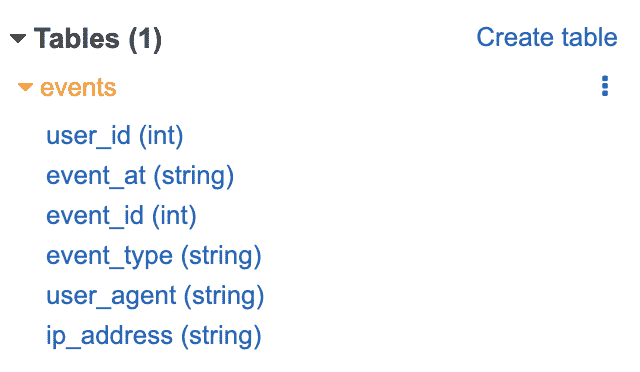 Tables (1) Create table
events
user_id (int)
event_at (string)
event_id (int)
event_type (string)
user_agent (string)
ip_address (string)